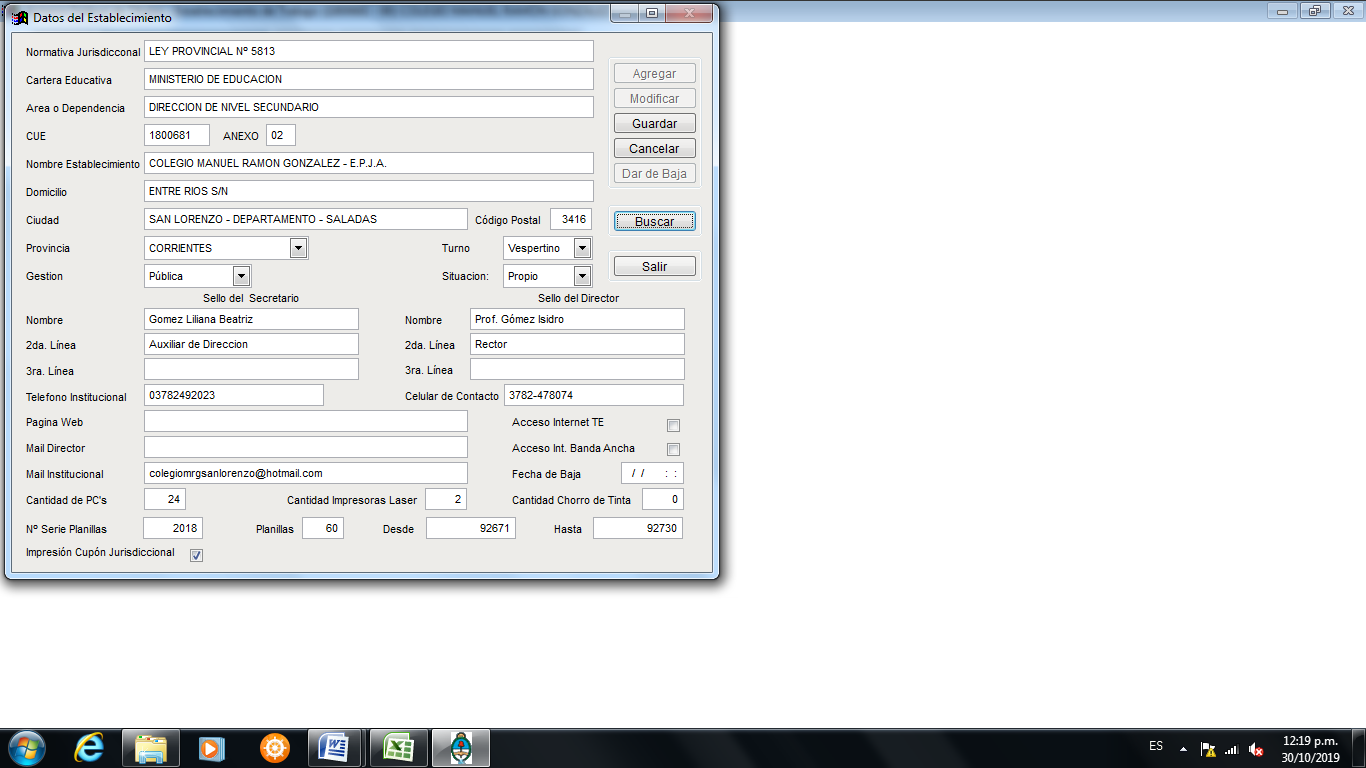 Datos del Establecimiento
Normativa Jurisdicconal LEY PROVINCIAL Nº 5813
Cartera Educativa MINISTERIO DE EDUCACION
Area o Dependencia DIRECCION DE NIVEL SECUNDARIO
CUE 1800681 ANEXO 02
Nombre Establecimiento COLEGIO MANUEL RAMON GONZALEZ - E.P.J.A.
Domicilio ENTRE RIOS S/N
Ciudad SAN LORENZO - DEPARTAMENTO - SALADAS Código Postal 3416
Provincia CORRIENTES Turno Vespertino
Gestion Pública Situacion: Propio
Sello del Secretario Sello del Director
Nombre Gomez Liliana Beatriz Nombre Prof. Gómez Isidro
2da. Línea Auxiliar de Direccion 2da. Línea Rector
3ra. Línea 3ra. Línea
Telefono Institucional 03782492023 Celular de Contacto 3782-478074
Pagina Web Acceso Internet TE
Mail Director Acceso Int. Banda Ancha
Mail Institucional colegiomrgsanlorenzo@hotmail.com Fecha de Baja / / : :
Cantidad de PC's 24 Cantidad Impresoras Laser 2 Cantidad Chorro de Tinta 0
Nº Serie Planillas 2018 Planillas 60 Desde 92671 Hasta 92730
Impresión Cupón Jurisdiccional
Agregar
Modificar
Guardar
Cancelar
Dar de Baja
Buscar
Salir
ES
12:19 p.m.
30/10/2019